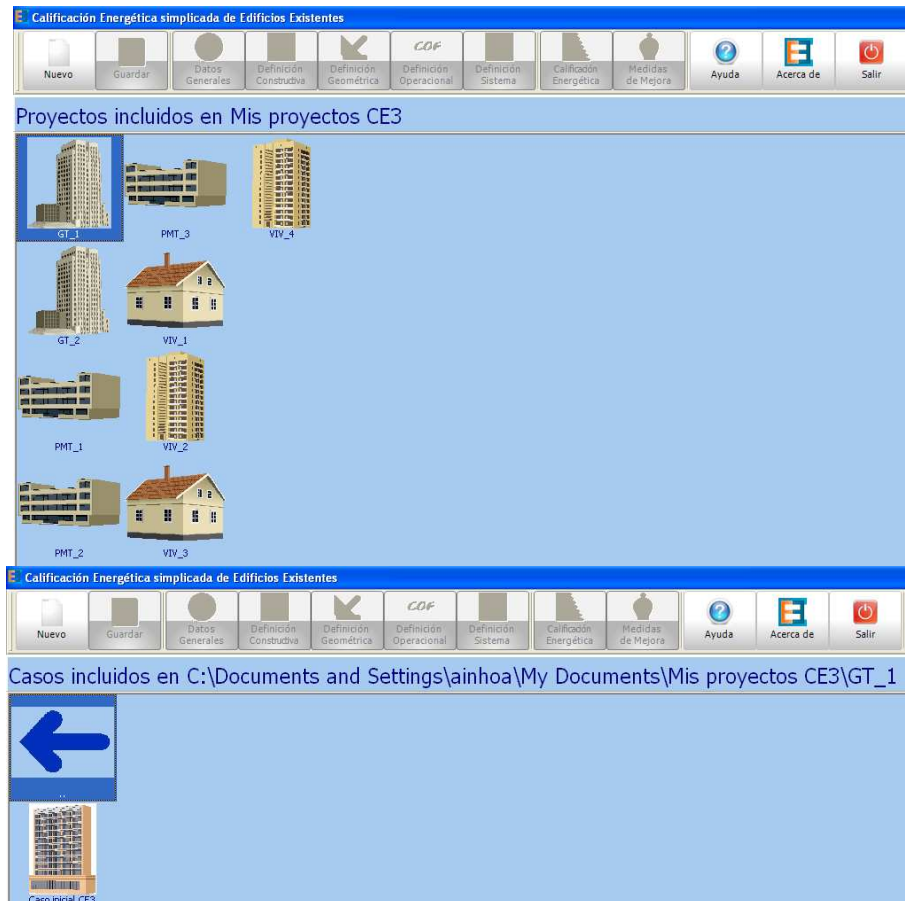 Calificación Energética simplicada de Edificios Existentes
Nuevo
Guardar
Datos Generales
Definición Constructiva
Definición Geométrica
COF
Definición Operacional
Definición Sistema
Calificación Energética
Medidas de Mejora
Ayuda
Acerca de
Salir
Proyectos incluidos en Mis proyectos CE3
GT_1
PMT_3
VIV_4
GT_2
VIV_1
PMT_1
VIV_2
PMT_2
VIV_3
Calificación Energética simplicada de Edificios Existentes
Nuevo
Guardar
Datos Generales
Definición Constructiva
Definición Geométrica
COF
Definición Operacional
Definición Sistema
Calificación Energética
Medidas de Mejora
Ayuda
Acerca de
Salir
Casos incluidos en C:\Documents and Settings\ainhoa\My Documents\Mis proyectos CE3\GT_1
..
Caso inicial CE3